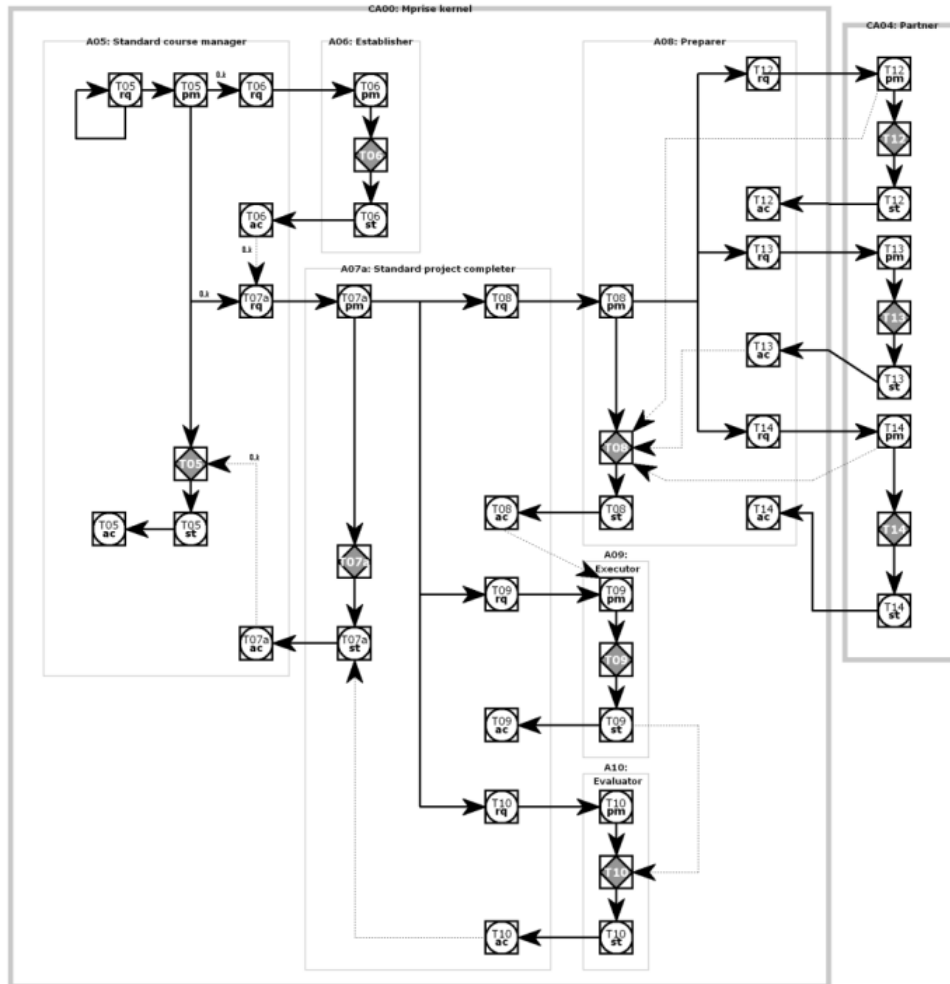 CA00: Mprise kernel
A05: Standard course manager
A06: Establisher
A08: Preparer
CA04: Partner
T05
rq
T05
pm
0..k
T06
rq
T06
pm
T12
rq
T12
pm
T06
T12
T06
ac
T06
st
T12
ac
T12
st
0..k
T13
rq
T13
pm
A07a: Standard project completer
0..k
T07a
rq
T07a
pm
T08
rq
T08
pm
T13
T13
ac
T13
st
T14
rq
T14
pm
T08
T05
0..k
T05
ac
T05
st
T08
ac
T08
st
T14
ac
T14
T07a
A09:
Executor
T09
rq
T09
pm
T14
st
T07a
ac
T07a
st
T09
T09
ac
T09
st
A10:
Evaluator
T10
rq
T10
pm
T10
T10
ac
T10
st